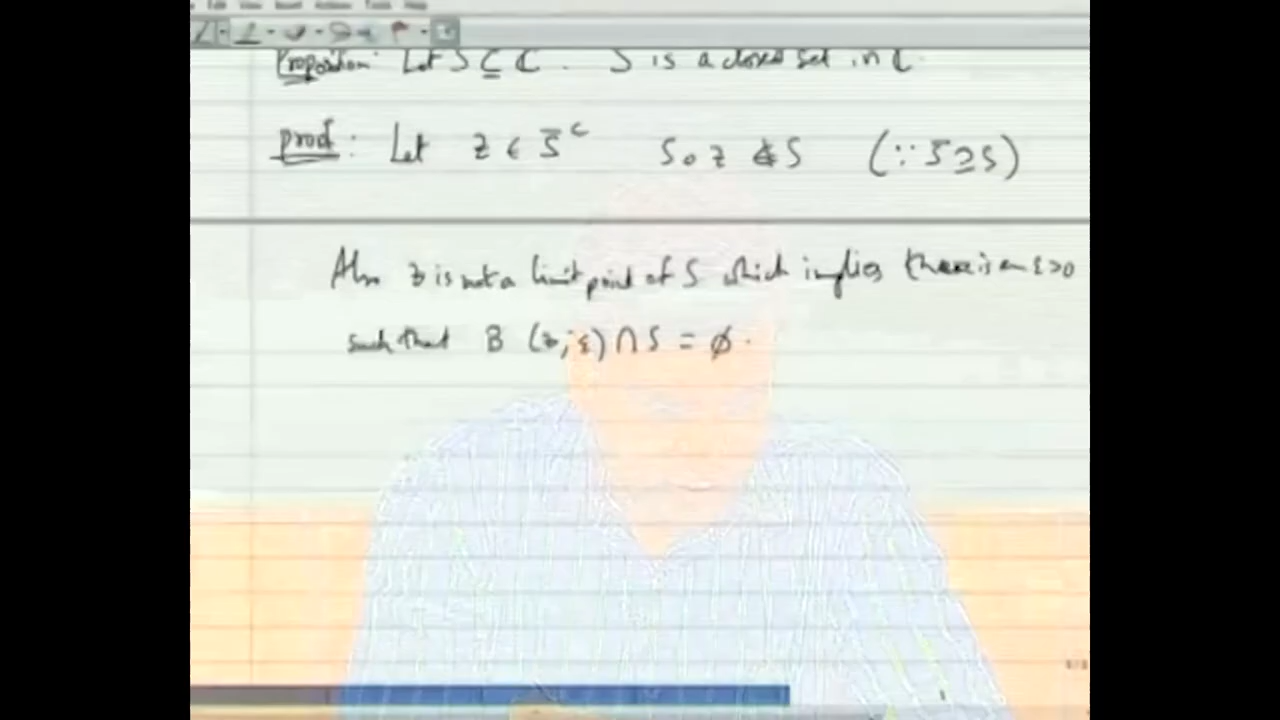 Proposition: Let S ⊆ ℂ. S̄ is a closed set in ℂ.
proof: Let z ∈ S̄ᶜ So z ∉ S (∵ S̄ ⊇ S)
Also z is not a limit point of S which implies there is an ε>0
such that B (z; ε) ∩ S = ∅.